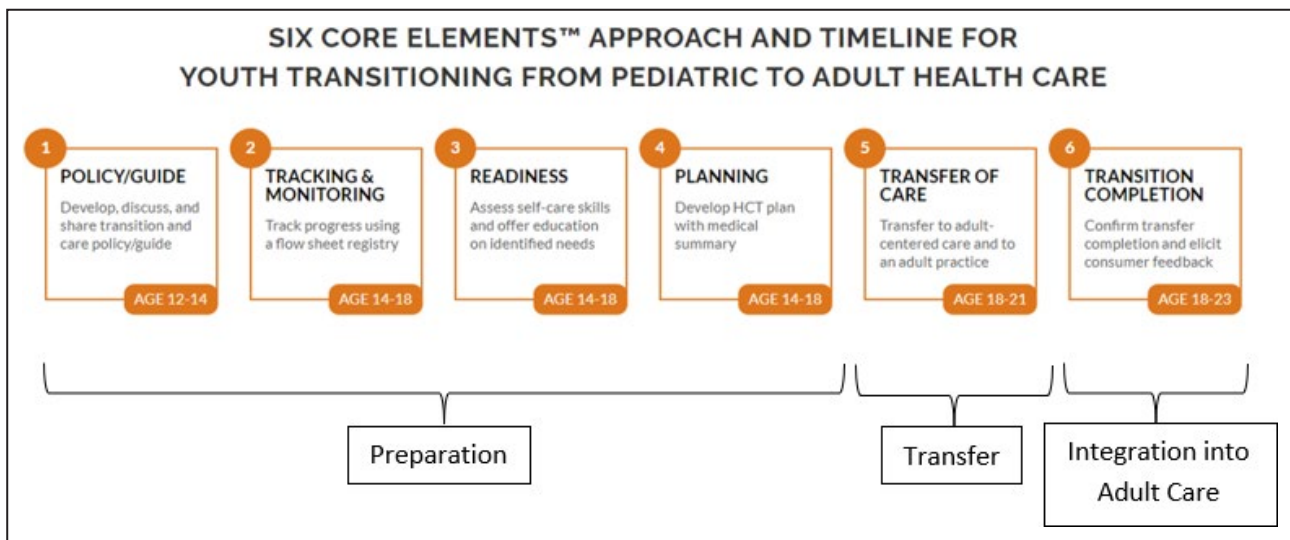 SIX CORE ELEMENTS™ APPROACH AND TIMELINE FOR
YOUTH TRANSITIONING FROM PEDIATRIC TO ADULT HEALTH CARE
1
POLICY/GUIDE
Develop, discuss, and
share transition and
care policy/guide
AGE 12-14
2
TRACKING &
MONITORING
Track progress using
a flow sheet registry
AGE 14-18
3
READINESS
Assess self-care skills
and offer education
on identified needs
AGE 14-18
4
PLANNING
Develop HCT plan
with medical
summary
AGE 14-18
5
TRANSFER OF
CARE
Transfer to adult-
centered care and to
an adult practice
AGE 18-21
6
TRANSITION
COMPLETION
Confirm transfer
completion and elicit
consumer feedback
AGE 18-23
Preparation
Transfer
Integration into
Adult Care